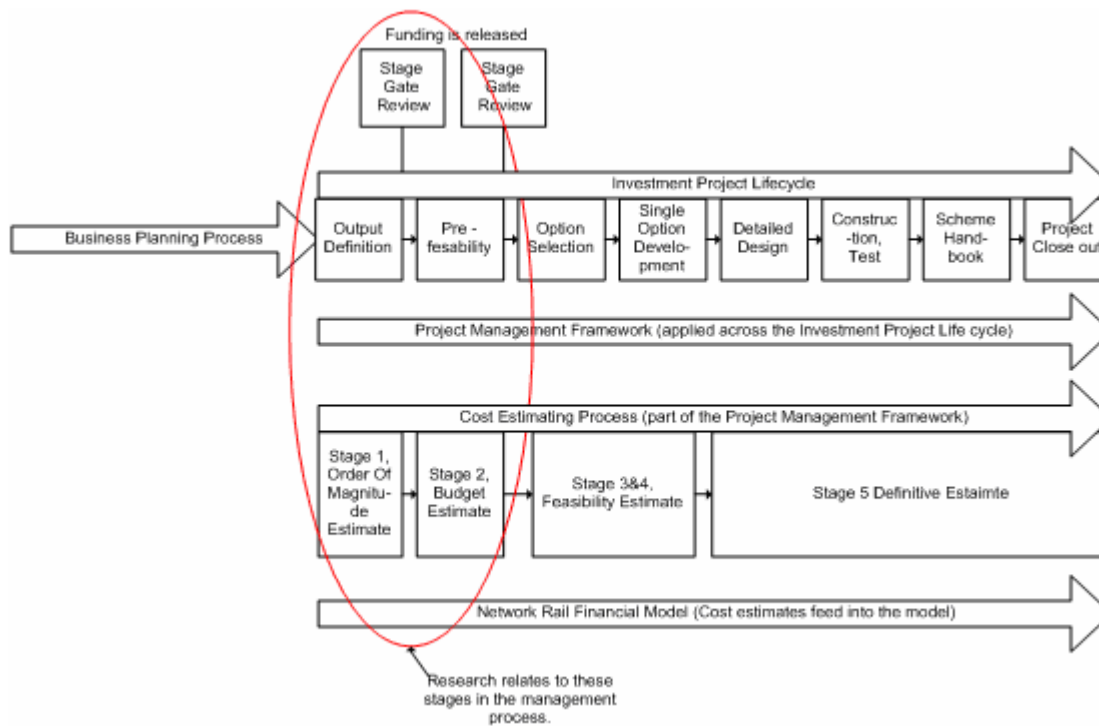 Funding is released
Stage
Gate
Review
Stage
Gate
Review
Investment Project Lifecycle
Business Planning Process
Output
Definition
Pre -
fesability
Option
Selection
Single
Option
Develo-
pment
Detailed
Design
Construc
-tion,
Test
Scheme
Hand-
book
Project
Close out
Project Management Framework (applied across the Investment Project Life cycle)
Cost Estimating Process (part of the Project Management Framework)
Stage 1,
Order Of
Magnitu-
de
Estimate
Stage 2,
Budget
Estimate
Stage 3&4,
Feasibility Estimate
Stage 5 Definitive Estaimte
Network Rail Financial Model (Cost estimates feed into the model)
Research relates to these
stages in the management
process.